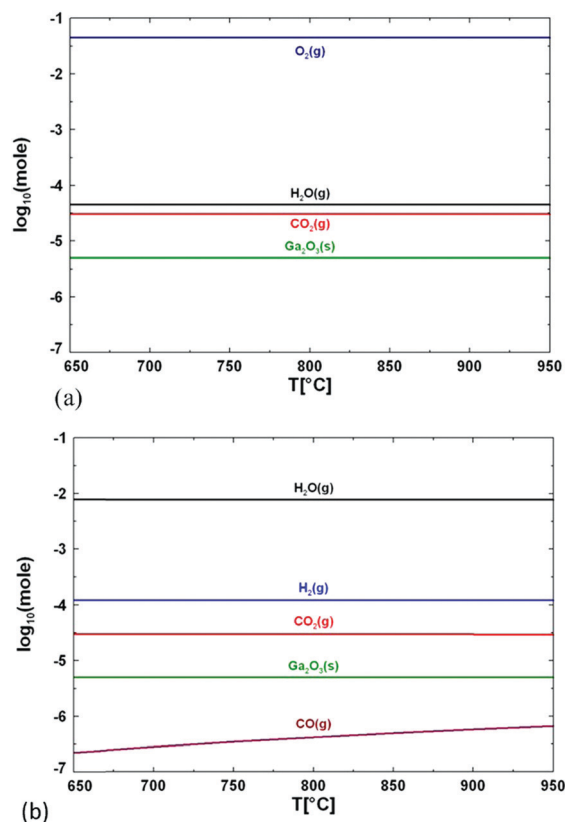 -1
O₂(g)
-2
-3
log₁₀(mole)
H₂O(g)
-4
CO₂(g)
-5
Ga₂O₃(s)
-6
-7
650 700 750 800 850 900 950
(a) T[°C]
-1
H₂O(g)
-2
-3
log₁₀(mole)
H₂(g)
-4
CO₂(g)
-5
Ga₂O₃(s)
-6
CO(g)
-7
650 700 750 800 850 900 950
(b) T[°C]